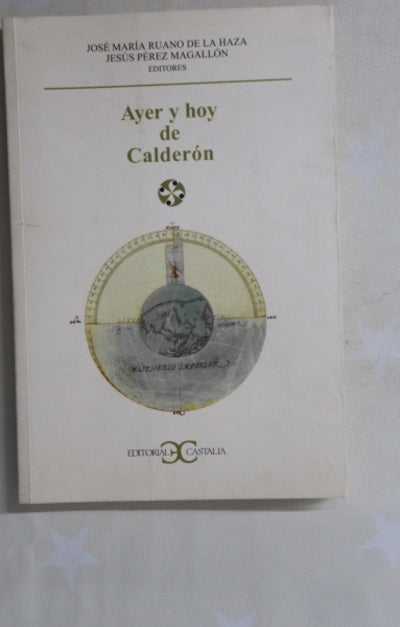 JOSÉ MARÍA RUANO DE LA HAZA
JESÚS PÉREZ MAGALLÓN
EDITORES
Ayer y hoy
de
Calderón
EDITORIAL CASTALIA